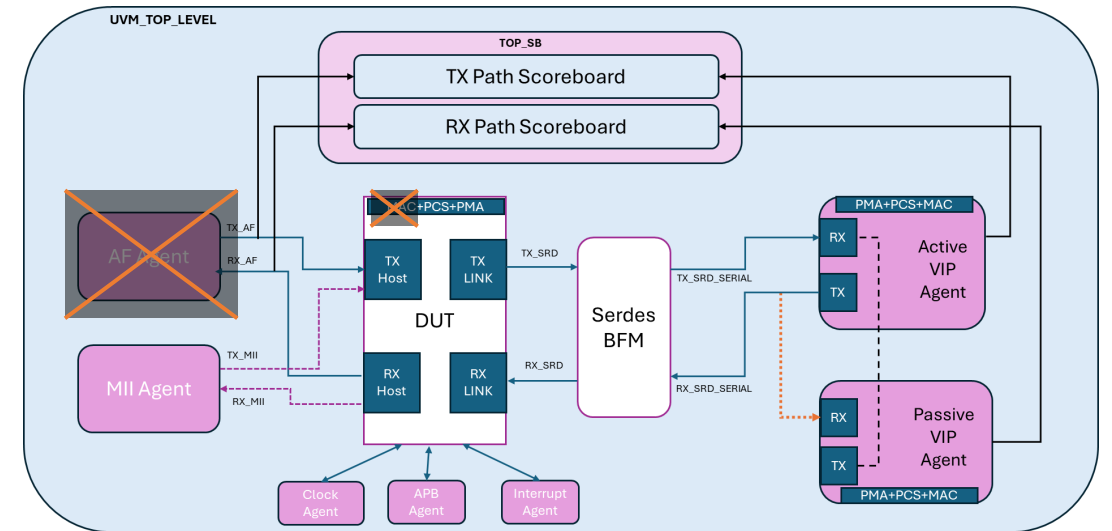 UVM_TOP_LEVEL
TOP_SB
TX Path Scoreboard
RX Path Scoreboard
AF Agent
TX_AF
RX_AF
MII Agent
TX_MII
RX_MII
MAC+PCS+PMA
TX
Host
TX
LINK
DUT
RX
Host
RX
LINK
TX_SRD
RX_SRD
Serdes
BFM
TX_SRD_SERIAL
RX_SRD_SERIAL
PMA+PCS+MAC
RX
TX
Active
VIP
Agent
RX
TX
Passive
VIP
Agent
PMA+PCS+MAC
Clock
Agent
APB
Agent
Interrupt
Agent